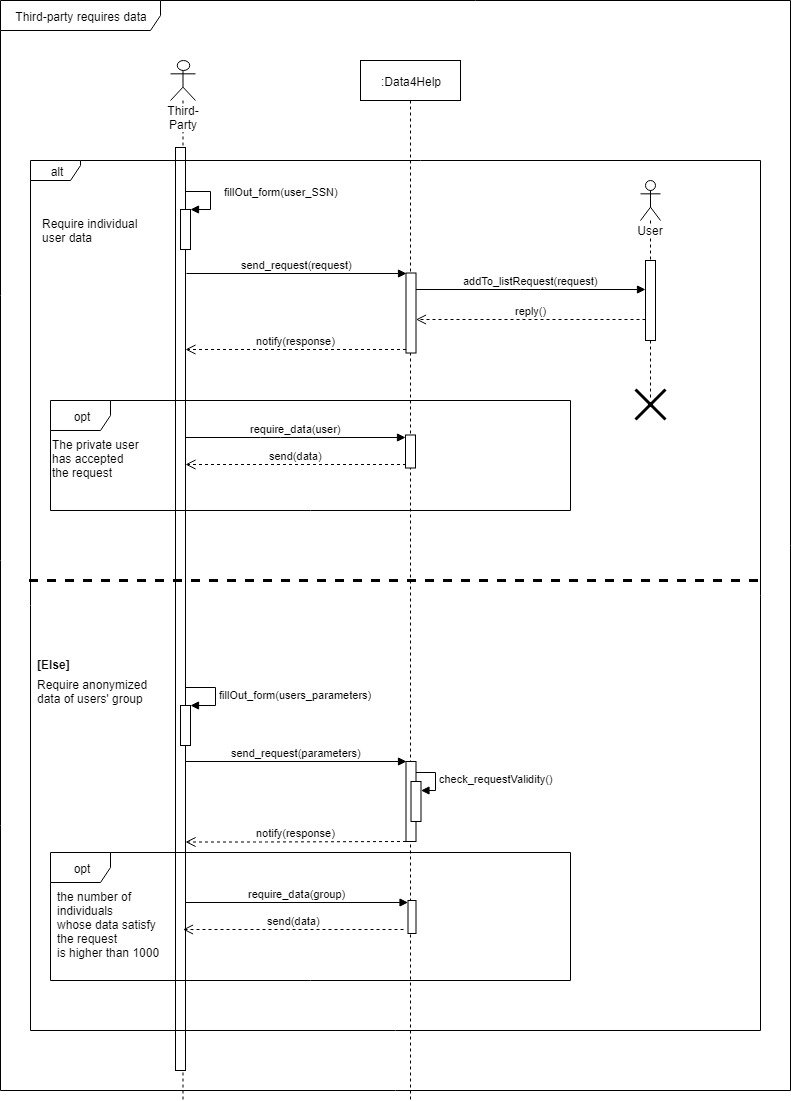 Third-party requires data
:Data4Help
Third-
Party
alt
fillOut_form(user_SSN)
Require individual
user data
User
send_request(request)
addTo_listRequest(request)
reply()
notify(response)
opt
require_data(user)
The private user
has accepted
the request
send(data)
[Else]
Require anonymized
data of users' group
fillOut_form(users_parameters)
send_request(parameters)
check_requestValidity()
notify(response)
opt
the number of
individuals
whose data satisfy
the request
is higher than 1000
require_data(group)
send(data)